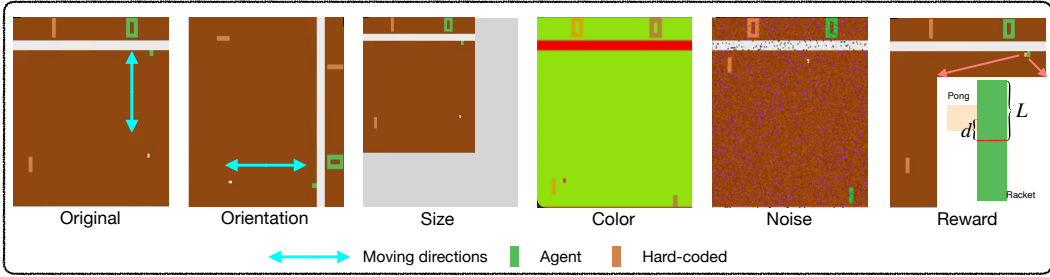 Pong
L
d
Racket
Original
Orientation
Size
Color
Noise
Reward
Moving directions
Agent
Hard-coded